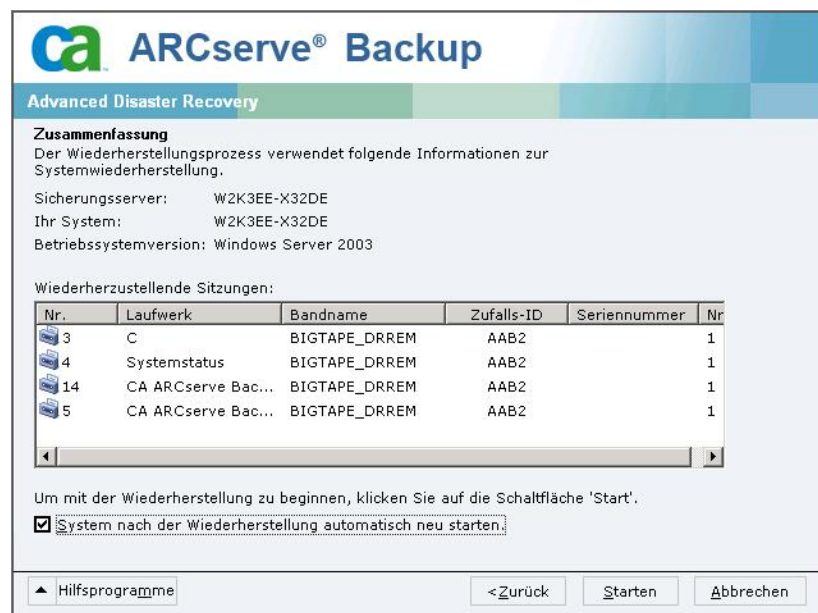 ca ARCserve® Backup
Advanced Disaster Recovery
Zusammenfassung
Der Wiederherstellungsprozess verwendet folgende Informationen zur
Systemwiederherstellung.
Sicherungsserver: W2K3EE-X32DE
Ihr System: W2K3EE-X32DE
Betriebssystemversion: Windows Server 2003
Wiederherzustellende Sitzungen:
Nr. Laufwerk Bandname Zufalls-ID Seriennummer Nr
3 C BIGTAPE_DRREM AAB2 1
4 Systemstatus BIGTAPE_DRREM AAB2 1
14 CA ARCserve Bac... BIGTAPE_DRREM AAB2 1
5 CA ARCserve Bac... BIGTAPE_DRREM AAB2 1
Um mit der Wiederherstellung zu beginnen, klicken Sie auf die Schaltfläche 'Start'.
System nach der Wiederherstellung automatisch neu starten.
Hilfsprogramme <Zurück Starten Abbrechen